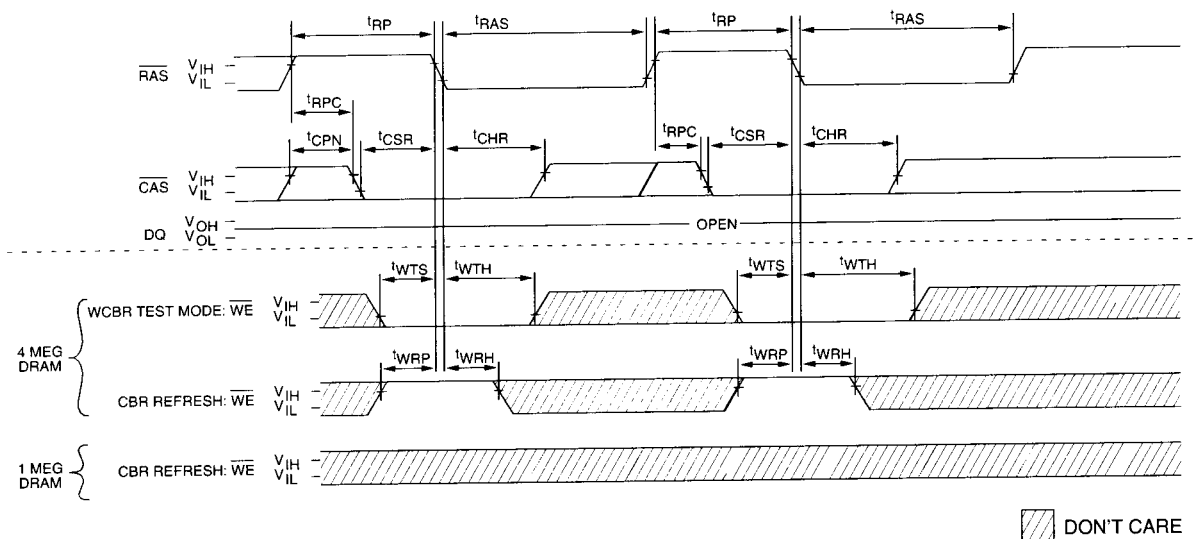 tRP tRAS tRP tRAS
RAS VIH
VIL
tRPC
tCPN tCSR tCHR tRPC tCSR tCHR
CAS VIH
VIL
DQ VOH
VOL
OPEN
tWTS tWTH tWTS tWTH
WCBR TEST MODE: WE VIH
VIL
4 MEG
DRAM
tWRP tWRH tWRP tWRH
CBR REFRESH: WE VIH
VIL
1 MEG
DRAM
CBR REFRESH: WE VIH
VIL
DON'T CARE